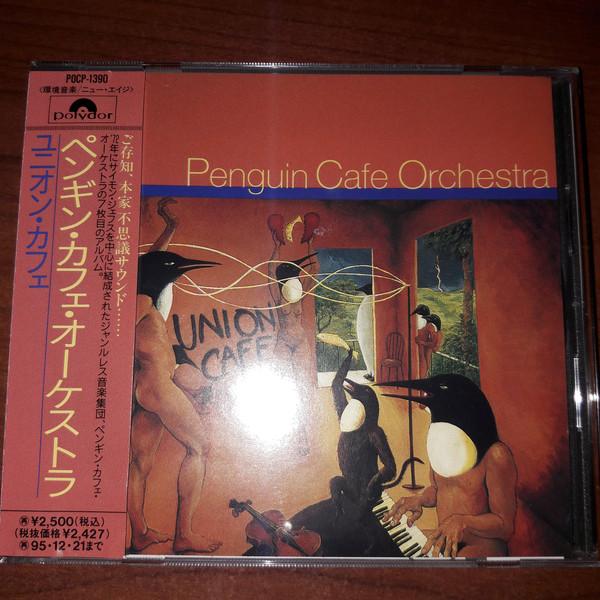 POCP-1390
〈環境音楽/ニュー・エイジ〉
polydor
ご存知、本家不思議サウンド……
'72年にサイモン・ジェフスを中心に結成されたジャンルレス音楽集団、ペンギン・カフェ・
オーケストラの7枚目のアルバム。
ペンギン・カフェ・オーケストラ
ユニオン・カフェ
¥2,500(税込)
(税抜価格¥2,427)
95・12・21まで
Penguin Cafe Orchestra
UNION
CAFE